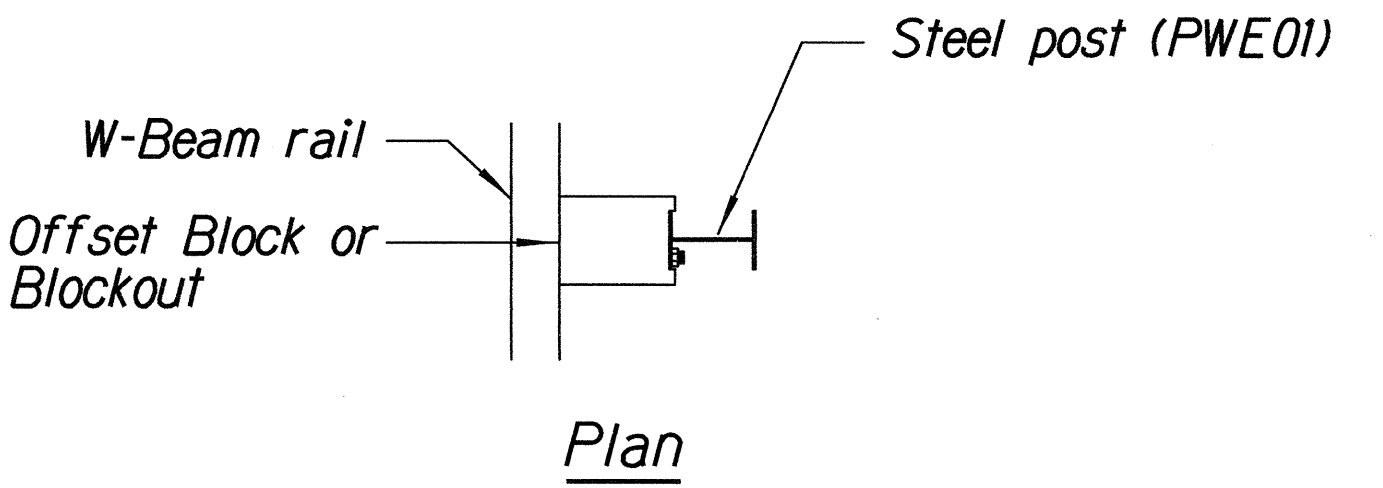 Steel post (PWE01)
W-Beam rail
Offset Block or
Blockout
Plan